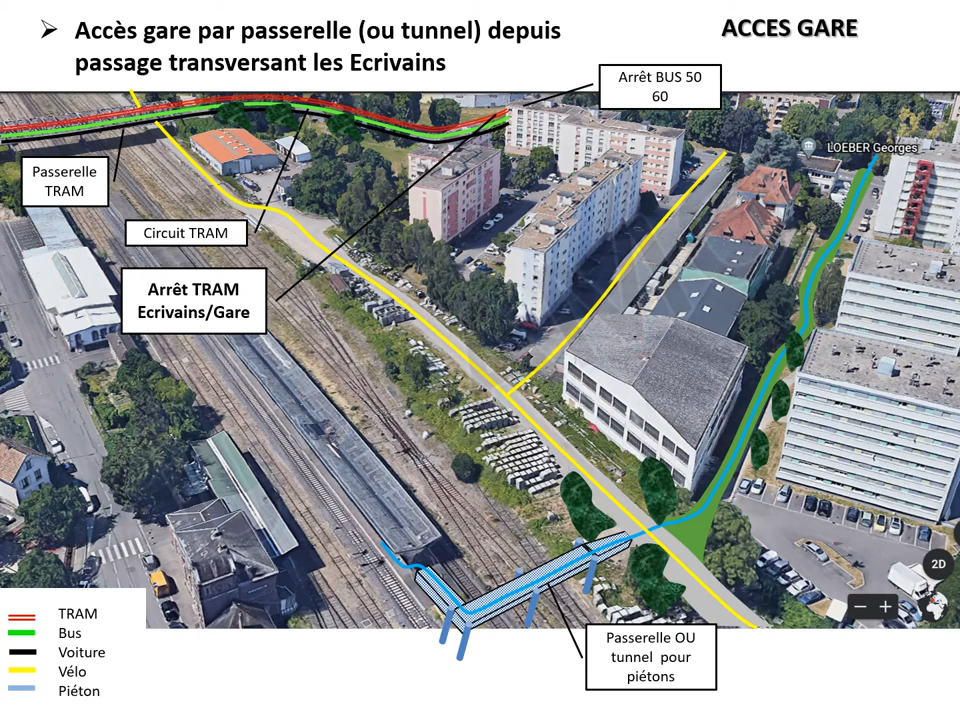 ➢ Accès gare par passerelle (ou tunnel) depuis
passage transversant les Ecrivains
ACCES GARE
Arrêt BUS 50
60
LOEBER Georges
Passerelle
TRAM
Circuit TRAM
Arrêt TRAM
Ecrivains/Gare
2D
− +
Passerelle OU
tunnel pour
piétons
TRAM
Bus
Voiture
Vélo
Piéton